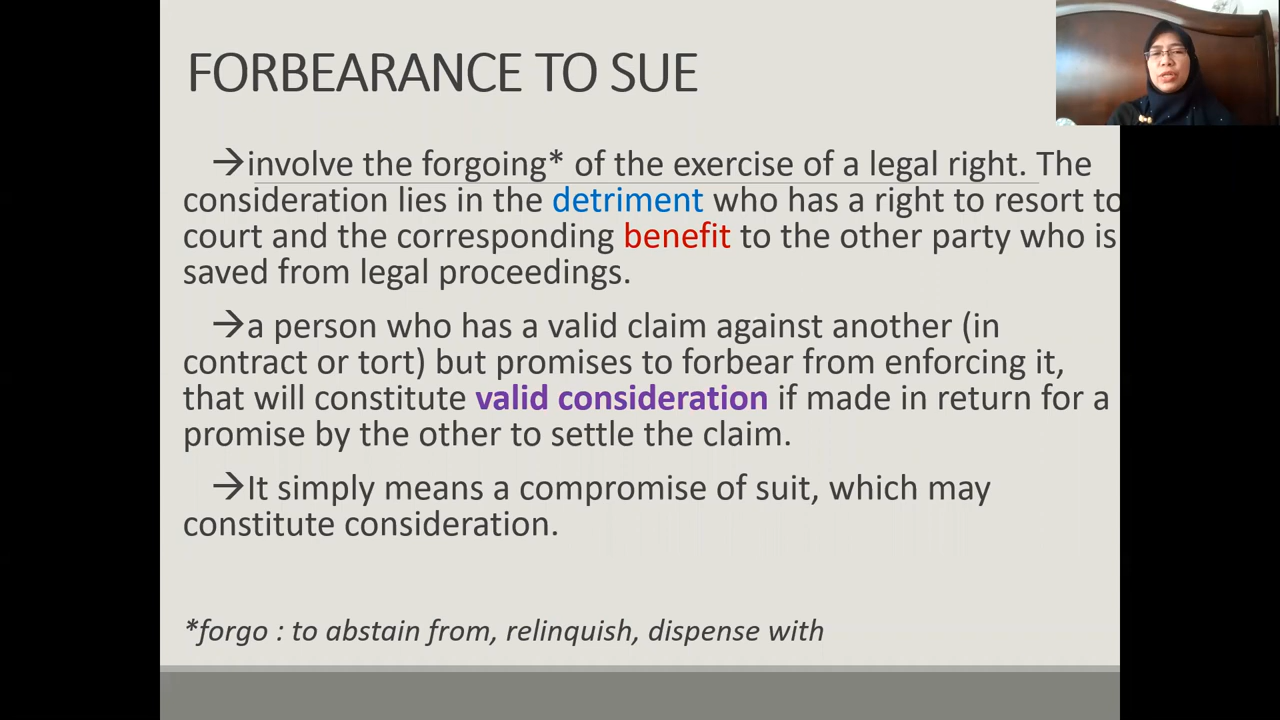 FORBEARANCE TO SUE
→involve the forgoing* of the exercise of a legal right. The
consideration lies in the detriment who has a right to resort to
court and the corresponding benefit to the other party who is
saved from legal proceedings.
→a person who has a valid claim against another (in
contract or tort) but promises to forbear from enforcing it,
that will constitute valid consideration if made in return for a
promise by the other to settle the claim.
→It simply means a compromise of suit, which may
constitute consideration.
*forgo : to abstain from, relinquish, dispense with